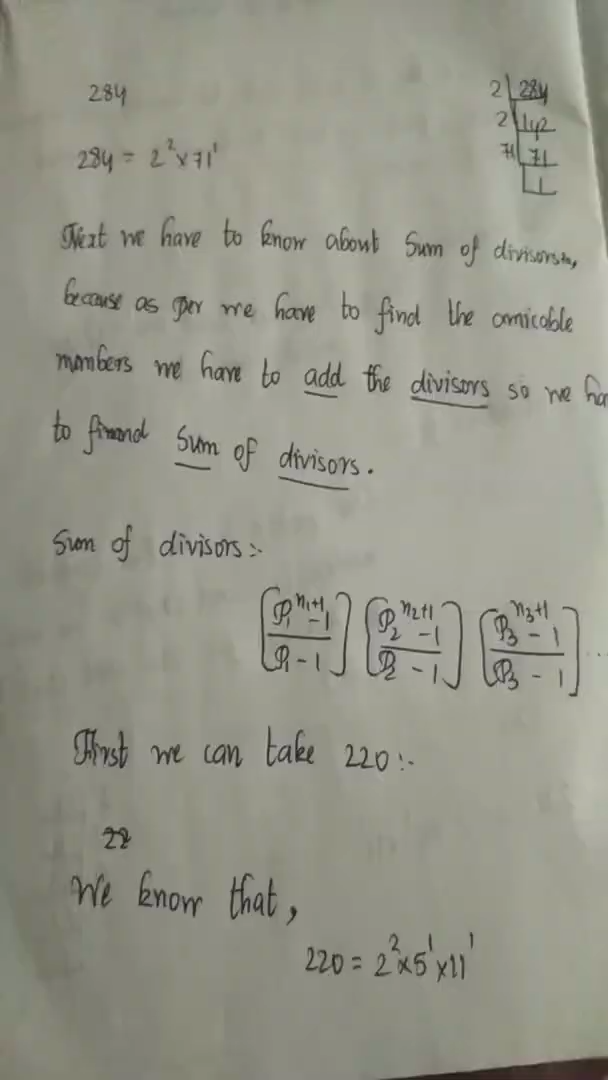 284
2 | 284
2 | 142
71 | 71
1
284 = 2² × 71¹
Next we have to know about Sum of divisors,
because as per we have to find the amicable
mombers we have to add the divisors so we ha
to find Sum of divisors.
Sum of divisors :-
[P₁^(n₁+1) - 1 / P₁ - 1] [P₂^(n₂+1) - 1 / P₂ - 1] [P₃^(n₃+1) - 1 / P₃ - 1] ...
First we can take 220 :-
22
We know that,
220 = 2² × 5¹ × 11¹